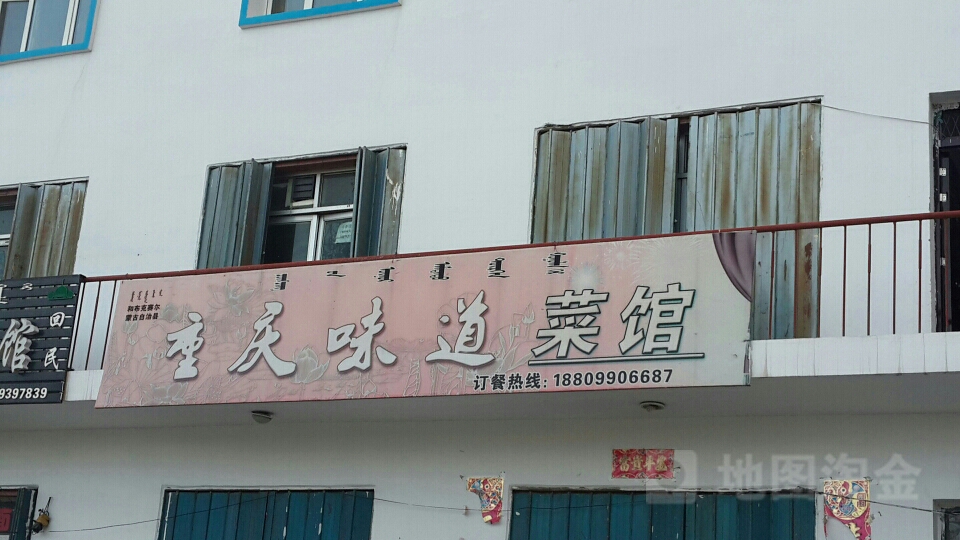 和布克赛尔
蒙古自治县
重庆味道菜馆
订餐热线：18809906687
馆
回
民
9397839
地图淘金